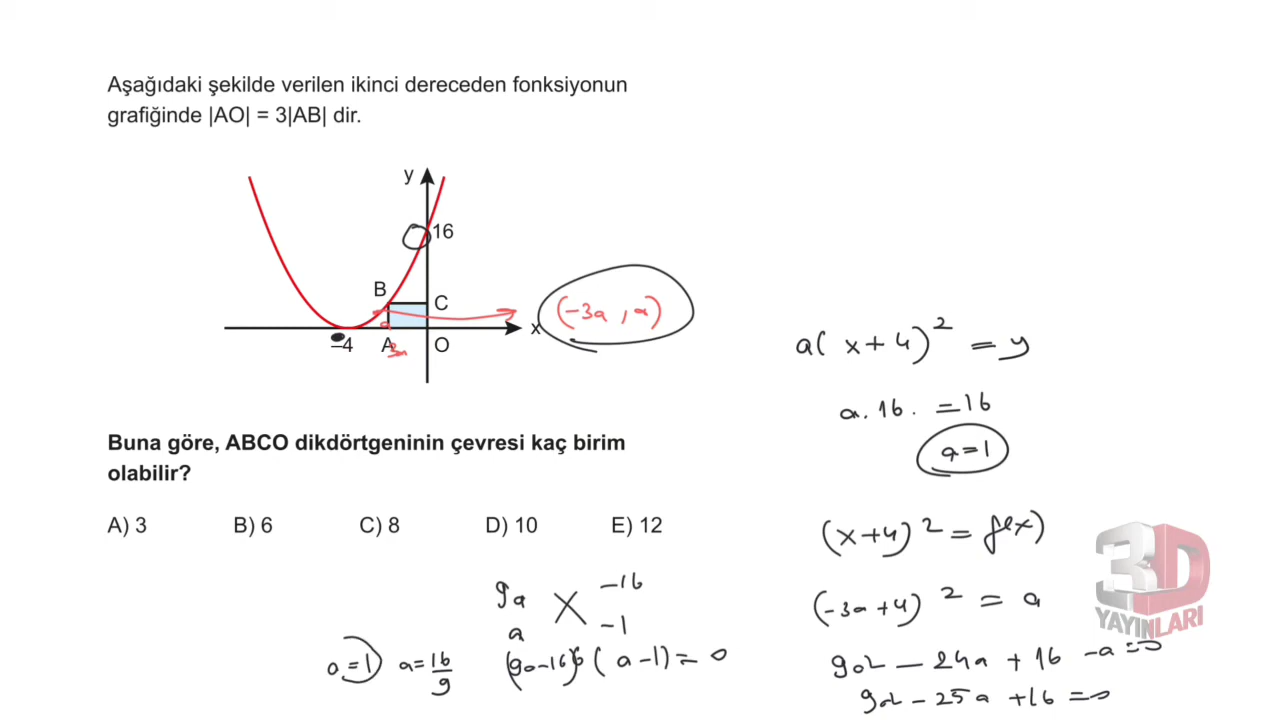 Aşağıdaki şekilde verilen ikinci dereceden fonksiyonun
grafiğinde |AO| = 3|AB| dir.
y
16
B
C
a
(-3a, a)
x
-4
A
O
3a
a(x+4)² = y
a.16. = 16
a=1
Buna göre, ABCO dikdörtgeninin çevresi kaç birim
olabilir?
A) 3
B) 6
C) 8
D) 10
E) 12
(x+4)² = f(x)
(-3a+4)² = a
9a² - 24a + 16 - a = 0
9a² - 25a + 16 = 0
9a -16
a -1
(9a-16) (a-1) = 0
a=1
a=16/9
3D
YAYINLARI